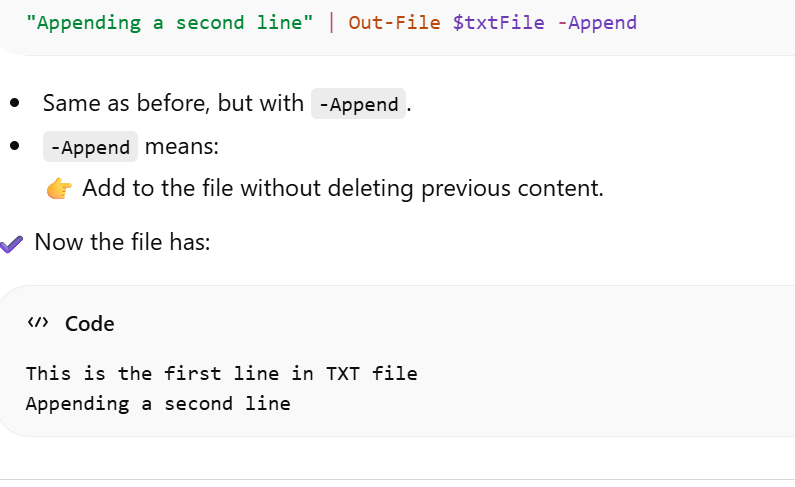 "Appending a second line" | Out-File $txtFile -Append
Same as before, but with -Append.
-Append means:
👉 Add to the file without deleting previous content.
✔ Now the file has:
</> Code
This is the first line in TXT file
Appending a second line